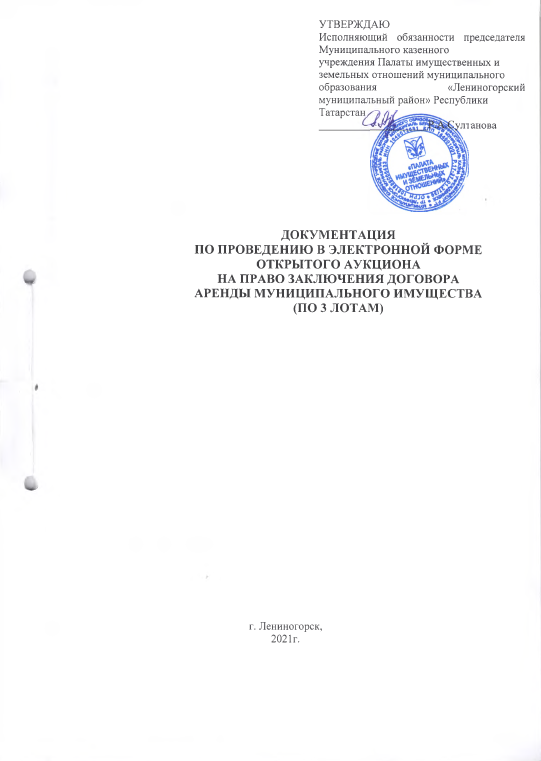 УТВЕРЖДАЮ
Исполняющий обязанности председателя
Муниципального казенного
учреждения Палаты имущественных и
земельных отношений муниципального
образования «Лениногорский
муниципальный район» Республики
Татарстан
Султанова
«ПАЛАТА
ИМУЩЕСТВЕННЫХ
И ЗЕМЕЛЬНЫХ
ОТНОШЕНИЙ»
ДОКУМЕНТАЦИЯ
ПО ПРОВЕДЕНИЮ В ЭЛЕКТРОННОЙ ФОРМЕ
ОТКРЫТОГО АУКЦИОНА
НА ПРАВО ЗАКЛЮЧЕНИЯ ДОГОВОРА
АРЕНДЫ МУНИЦИПАЛЬНОГО ИМУЩЕСТВА
(ПО 3 ЛОТАМ)
г. Лениногорск,
2021г.